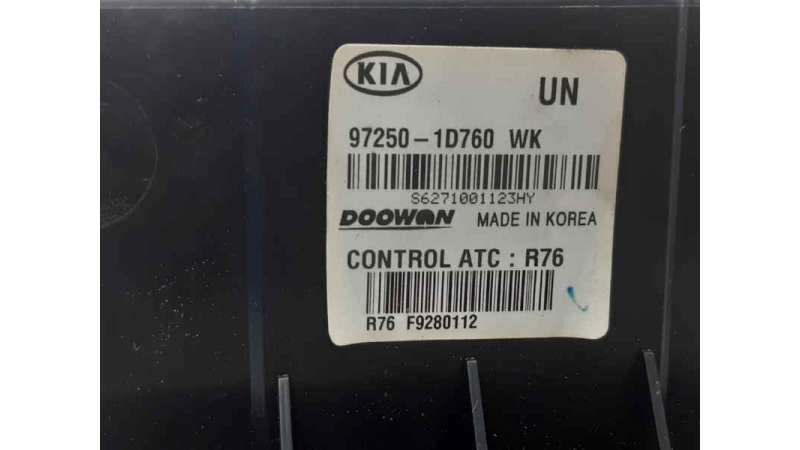 KIA
UN
97250-1D760 WK
S6271001123HY
DOOWON MADE IN KOREA
CONTROL ATC : R76
R76 F9280112